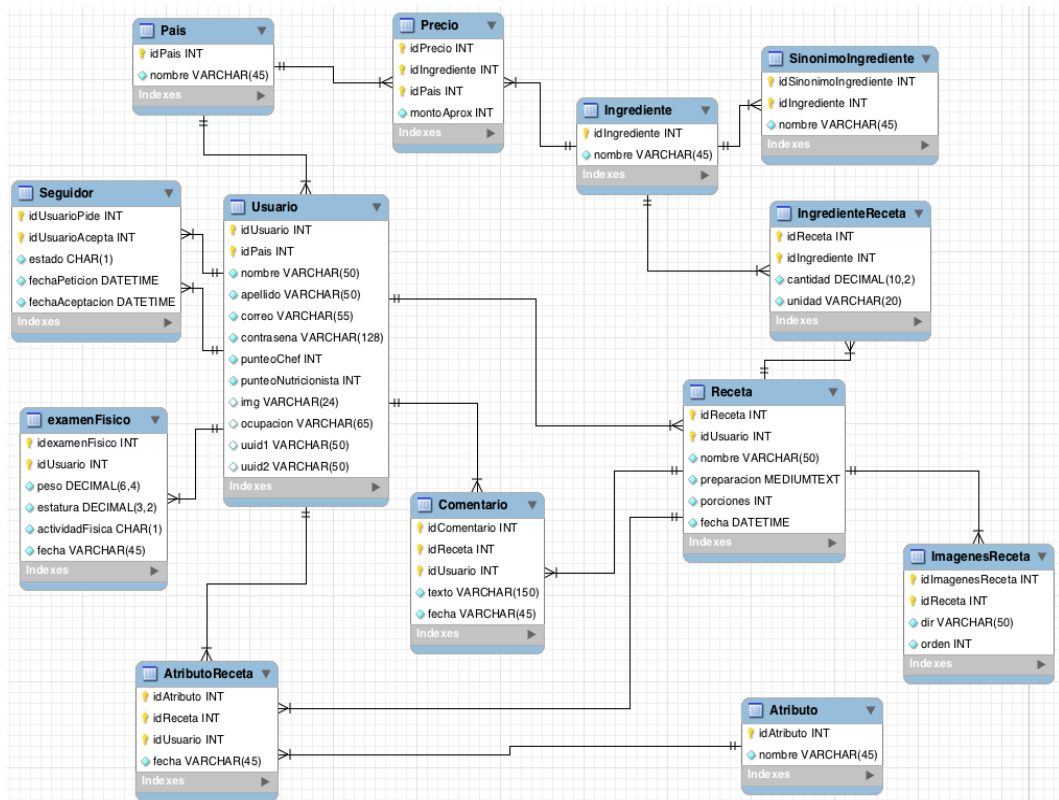 Pais
idPais INT
nombre VARCHAR(45)
Indexes
Precio
idPrecio INT
idIngrediente INT
idPais INT
montoAprox INT
Indexes
Ingrediente
idIngrediente INT
nombre VARCHAR(45)
Indexes
SinonimoIngrediente
idSinonimoIngrediente INT
idIngrediente INT
nombre VARCHAR(45)
Indexes
Seguidor
idUsuarioPide INT
idUsuarioAcepta INT
estado CHAR(1)
fechaPeticion DATETIME
fechaAceptacion DATETIME
Indexes
Usuario
idUsuario INT
idPais INT
nombre VARCHAR(50)
apellido VARCHAR(50)
correo VARCHAR(55)
contrasena VARCHAR(128)
punteoChef INT
punteoNutricionista INT
img VARCHAR(24)
ocupacion VARCHAR(65)
uuid1 VARCHAR(50)
uuid2 VARCHAR(50)
Indexes
IngredienteReceta
idReceta INT
idIngrediente INT
cantidad DECIMAL(10,2)
unidad VARCHAR(20)
Indexes
examenFisico
idexamenFisico INT
idUsuario INT
peso DECIMAL(6,4)
estatura DECIMAL(3,2)
actividadFisica CHAR(1)
fecha VARCHAR(45)
Indexes
Receta
idReceta INT
idUsuario INT
nombre VARCHAR(50)
preparacion MEDIUMTEXT
porciones INT
fecha DATETIME
Indexes
Comentario
idComentario INT
idReceta INT
idUsuario INT
texto VARCHAR(150)
fecha VARCHAR(45)
Indexes
ImagenesReceta
idImagenesReceta INT
idReceta INT
dir VARCHAR(50)
orden INT
Indexes
AtributoReceta
idAtributo INT
idReceta INT
idUsuario INT
fecha VARCHAR(45)
Indexes
Atributo
idAtributo INT
nombre VARCHAR(45)
Indexes